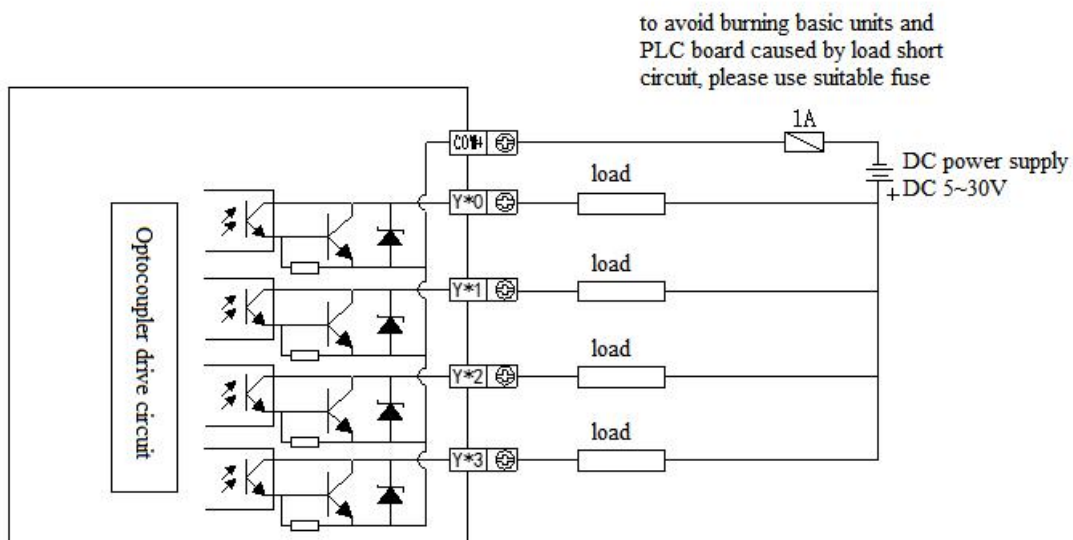 to avoid burning basic units and
PLC board caused by load short
circuit, please use suitable fuse
1A
COM+
DC power supply
+ DC 5~30V
load
Y*0
load
Y*1
load
Y*2
load
Y*3
Optocoupler drive circuit